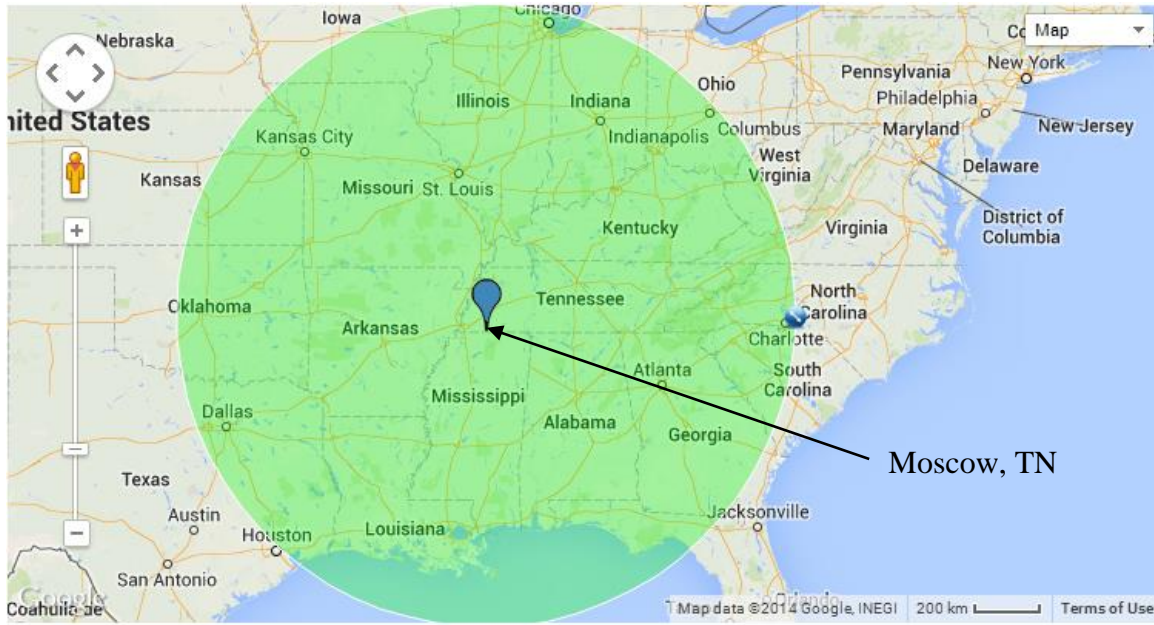 Iowa
Chicago
Nebraska
Map
New York
Pennsylvania
Ohio
Philadelphia
Illinois
Indiana
nited States
Columbus
Maryland
New Jersey
Kansas City
Indianapolis
West
Virginia
Delaware
Kansas
Missouri
St. Louis
District of
Columbia
Kentucky
Virginia
Oklahoma
Tennessee
North
Carolina
Arkansas
Charlotte
Atlanta
South
Carolina
Mississippi
Dallas
Alabama
Georgia
Moscow, TN
Texas
Austin
Jacksonville
Houston
Louisiana
San Antonio
Google
Coahuila de
Orlando
Map data ©2014 Google, INEGI
200 km
Terms of Use